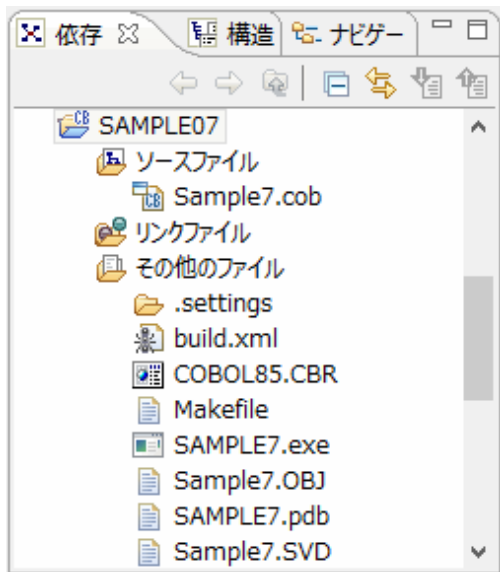 依存 構造 ナビゲー
SAMPLE07
ソースファイル
Sample7.cob
リンクファイル
その他のファイル
.settings
build.xml
COBOL85.CBR
Makefile
SAMPLE7.exe
Sample7.OBJ
SAMPLE7.pdb
Sample7.SVD